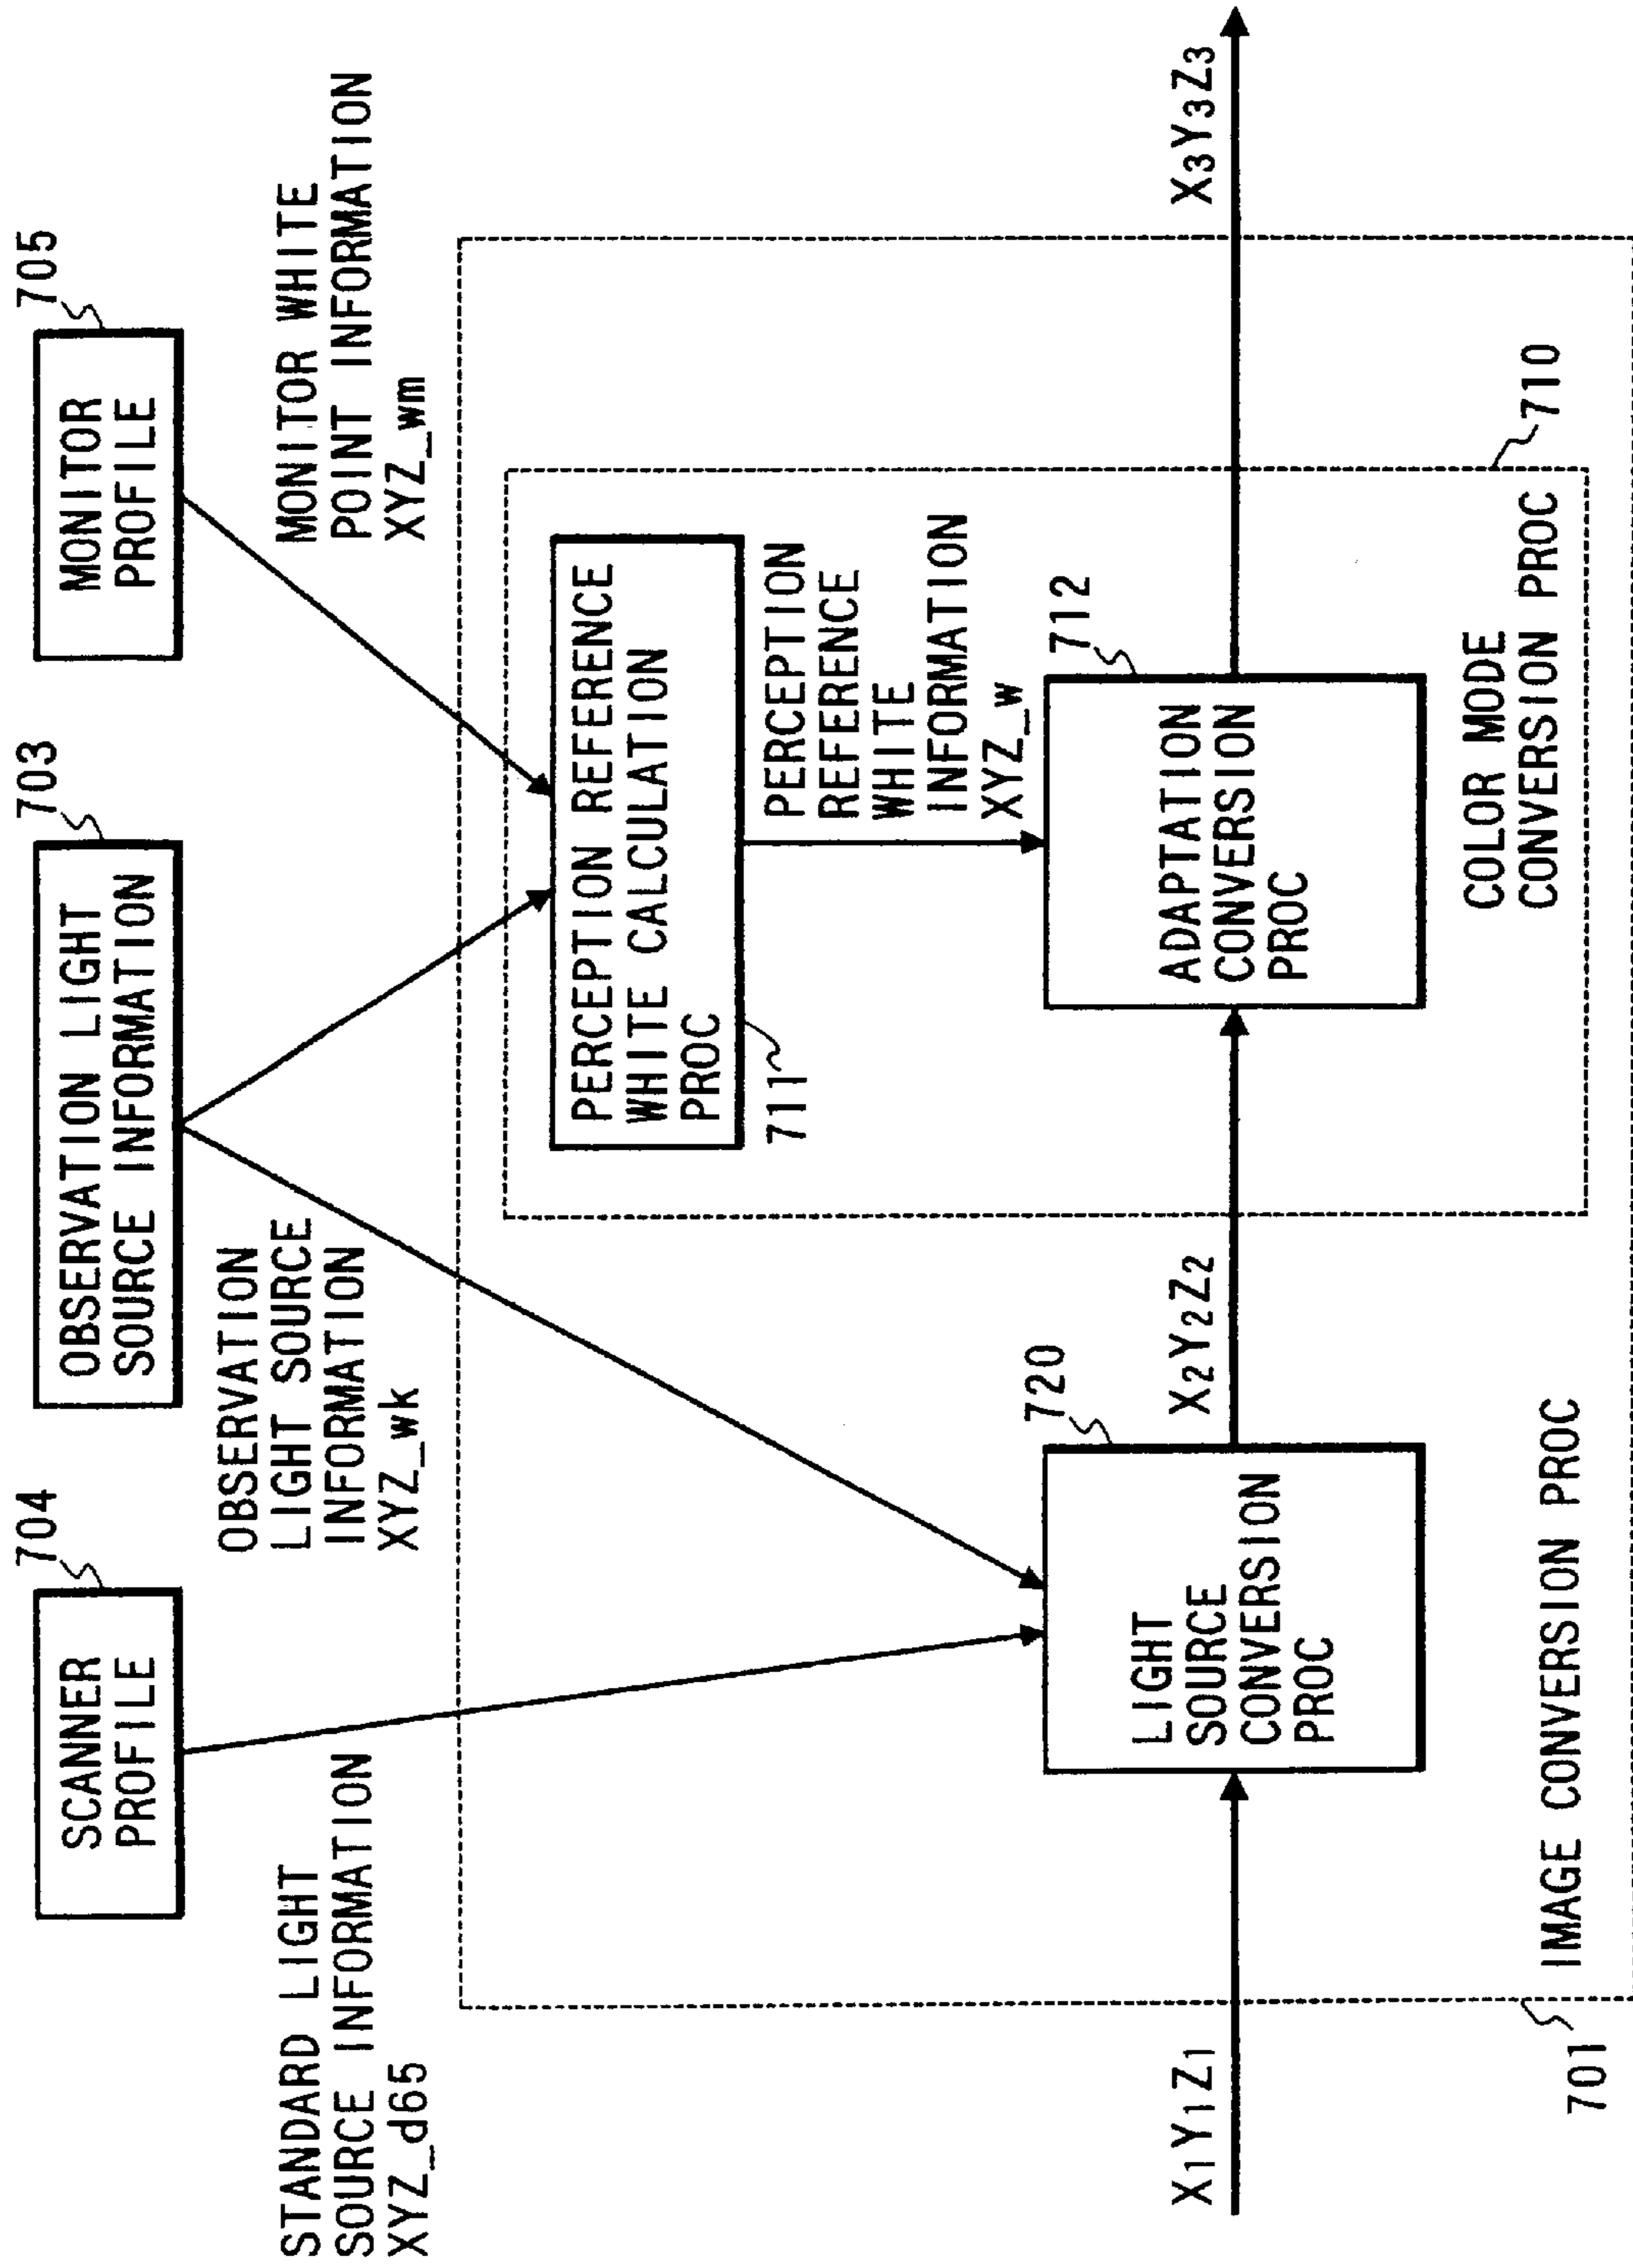 SCANNER
PROFILE
704
OBSERVATION LIGHT
SOURCE INFORMATION
703
MONITOR
PROFILE
705
STANDARD LIGHT
SOURCE INFORMATION
XYZ_d65
OBSERVATION
LIGHT SOURCE
INFORMATION
XYZ_wk
MONITOR WHITE
POINT INFORMATION
XYZ_wm
PERCEPTION REFERENCE
WHITE CALCULATION
PROC
711
PERCEPTION
REFERENCE
WHITE
INFORMATION
XYZ_w
X1Y1Z1
LIGHT
SOURCE
CONVERSION
PROC
720
X2Y2Z2
ADAPTATION
CONVERSION
PROC
712
X3Y3Z3
COLOR MODE
CONVERSION PROC
710
IMAGE CONVERSION PROC
701